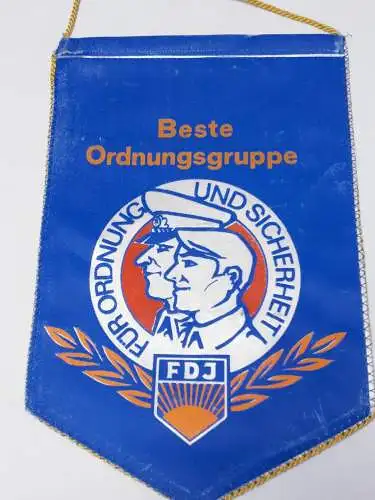 Beste
Ordnungsgruppe
FÜR ORDNUNG UND SICHERHEIT
FDJ